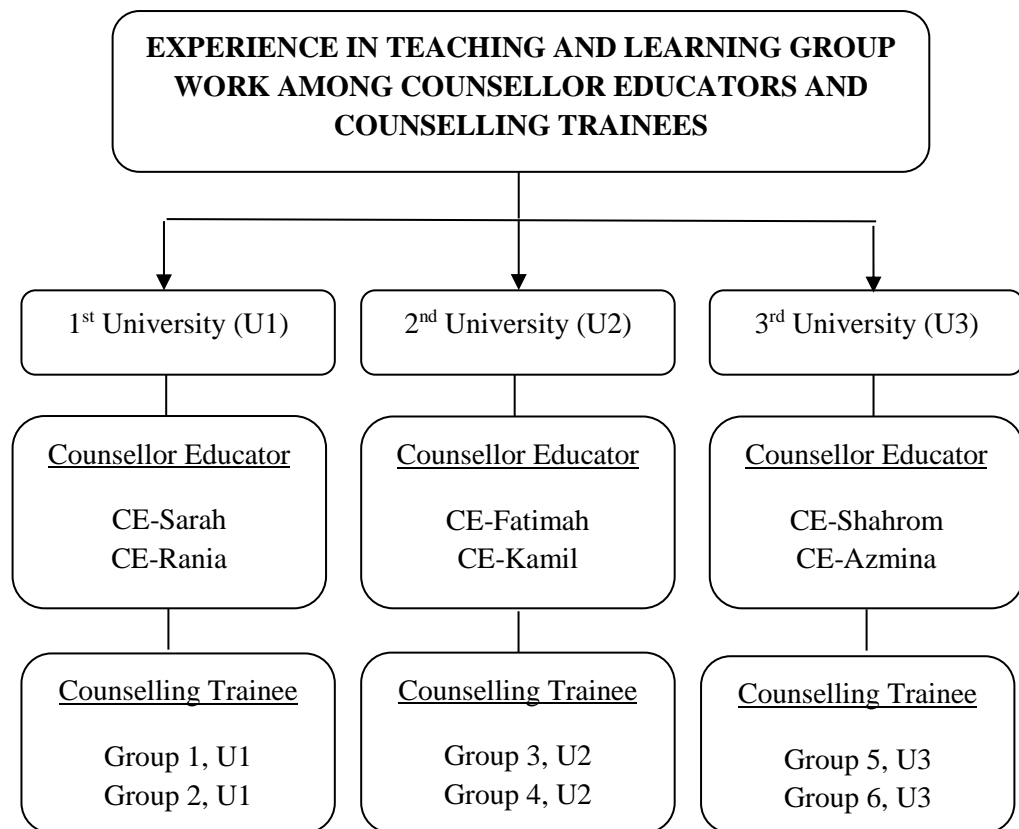 EXPERIENCE IN TEACHING AND LEARNING GROUP
WORK AMONG COUNSELLOR EDUCATORS AND
COUNSELLING TRAINEES
1st University (U1)
2nd University (U2)
3rd University (U3)
Counsellor Educator
CE-Sarah
CE-Rania
Counsellor Educator
CE-Fatimah
CE-Kamil
Counsellor Educator
CE-Shahrom
CE-Azmina
Counselling Trainee
Group 1, U1
Group 2, U1
Counselling Trainee
Group 3, U2
Group 4, U2
Counselling Trainee
Group 5, U3
Group 6, U3